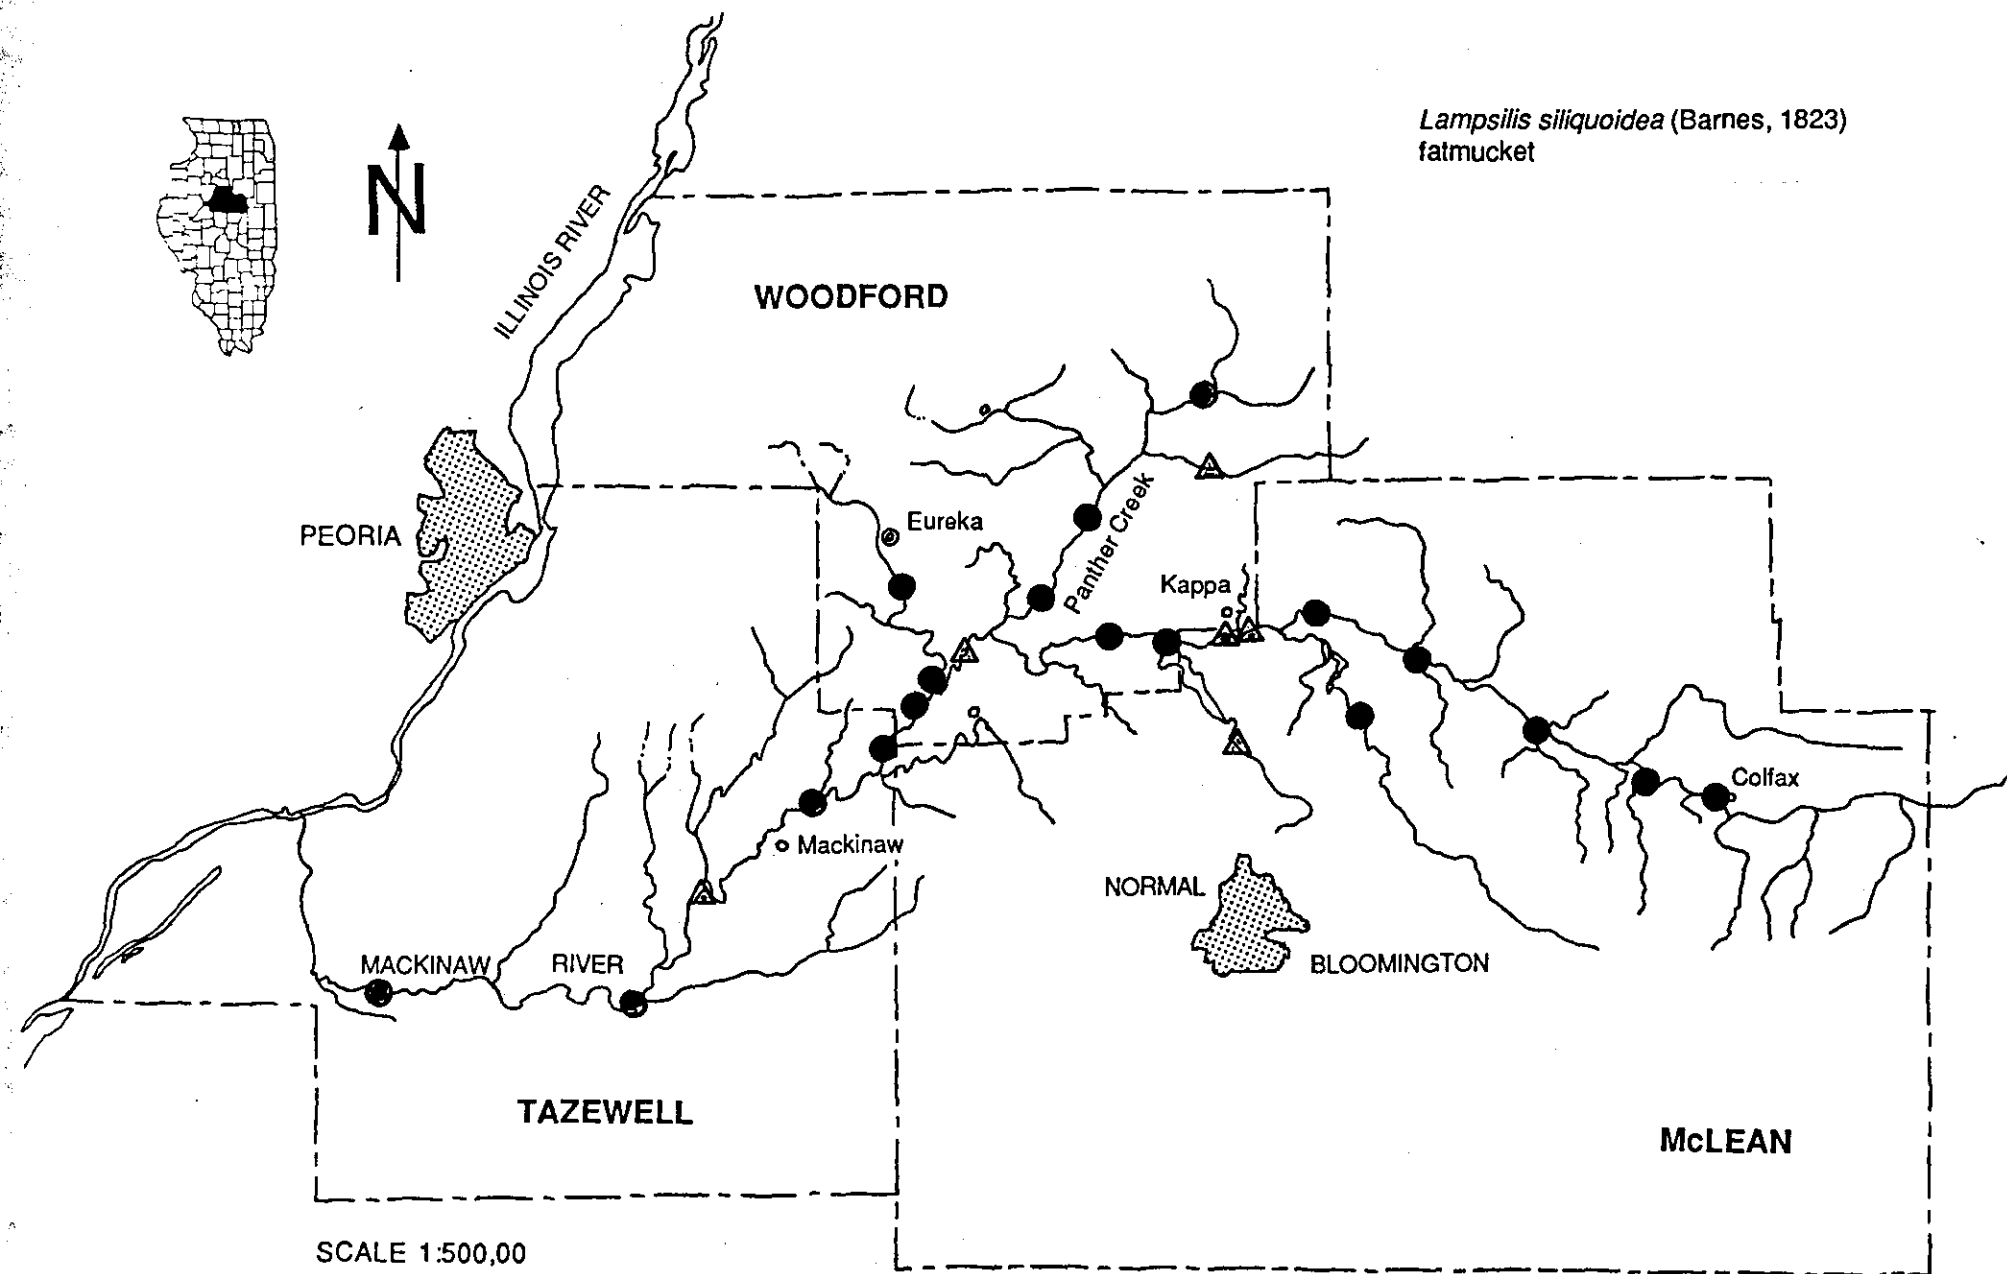 Lampsilis siliquoidea (Barnes, 1823)
fatmucket
N
ILLINOIS RIVER
WOODFORD
PEORIA
Eureka
Panther Creek
Kappa
Colfax
Mackinaw
NORMAL
BLOOMINGTON
MACKINAW RIVER
TAZEWELL
McLEAN
SCALE 1:500,00